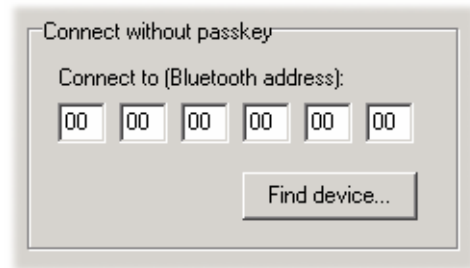 Connect without passkey
Connect to (Bluetooth address):
00 00 00 00 00 00
Find device...